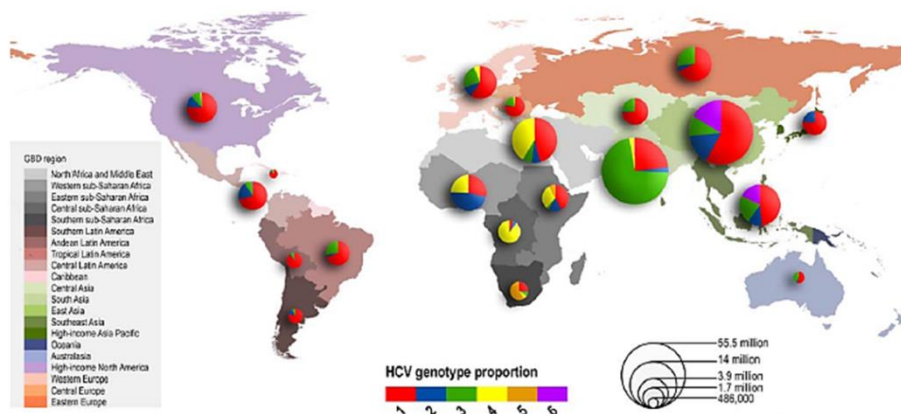 GBD region
North Africa and Middle East
Western sub-Saharan Africa
Eastern sub-Saharan Africa
Central sub-Saharan Africa
Southern sub-Saharan Africa
Southern Latin America
Andean Latin America
Tropical Latin America
Central Latin America
Caribbean
Central Asia
South Asia
East Asia
Southeast Asia
High-income Asia Pacific
Oceania
Australasia
High-income North America
Western Europe
Central Europe
Eastern Europe
HCV genotype proportion
1 2 3 4 5 6
55.5 million
14 million
3.9 million
1.7 million
486,000